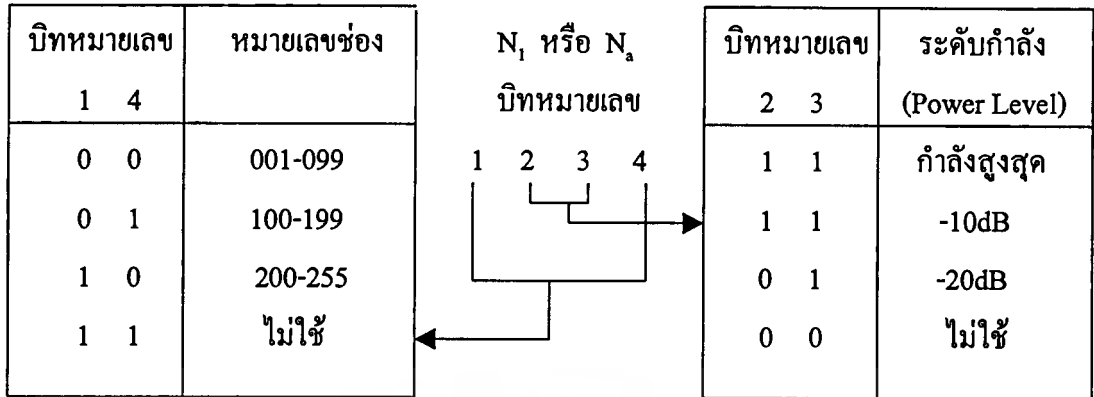 บิทหมายเลข หมายเลขช่อง
1 4
0 0 001-099
0 1 100-199
1 0 200-255
1 1 ไม่ใช้
N₁ หรือ Nₐ
บิทหมายเลข
1 2 3 4
บิทหมายเลข ระดับกำลัง
2 3 (Power Level)
1 1 กำลังสูงสุด
1 1 -10dB
0 1 -20dB
0 0 ไม่ใช้